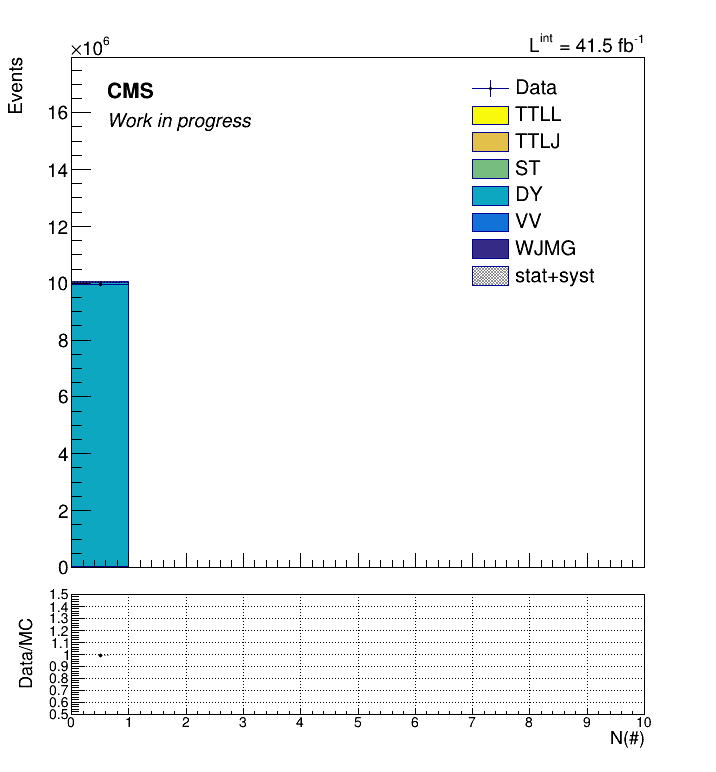 ×10⁶
Lⁱⁿᵗ = 41.5 fb⁻¹
Events
CMS
Work in progress
Data
TTLL
TTLJ
ST
DY
VV
WJMG
stat+syst
16
14
12
10
8
6
4
2
0
Data/MC
1.5
1.4
1.3
1.2
1.1
1
0.9
0.8
0.7
0.6
0.5
0 1 2 3 4 5 6 7 8 9 10
N(#)